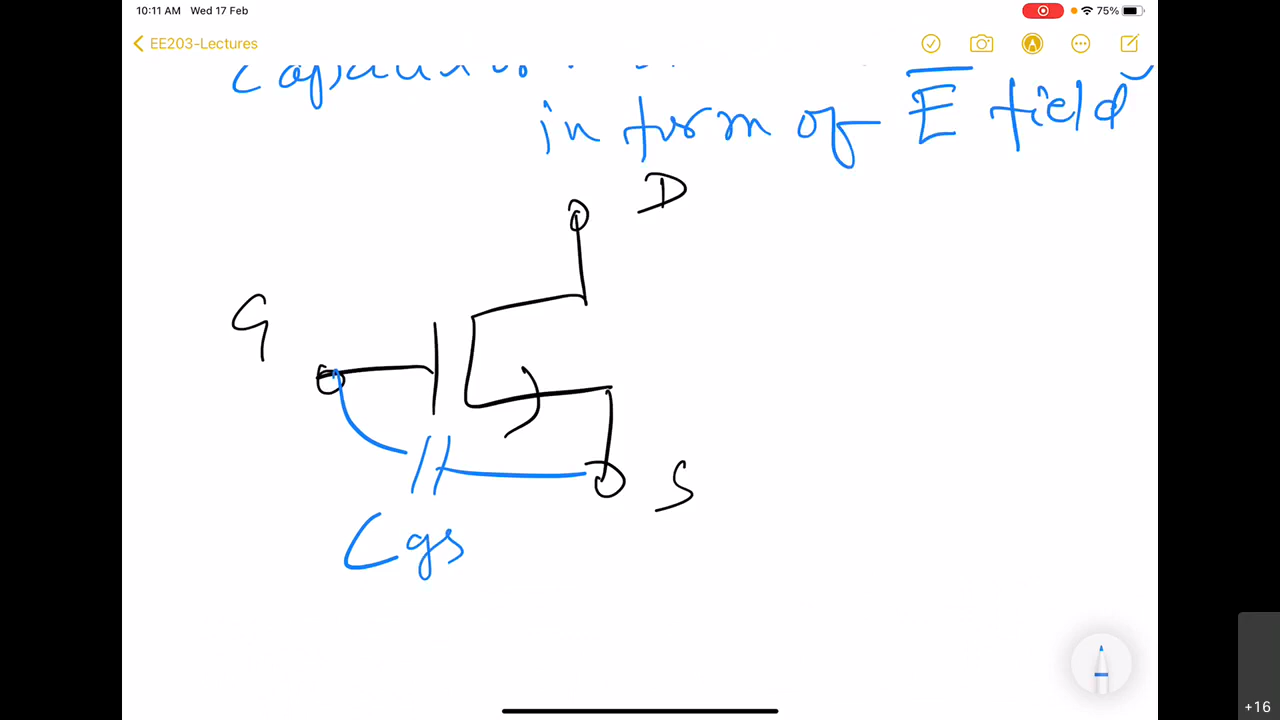 10:11 AM Wed 17 Feb 75%
EE203-Lectures
in form of E field
D
G
S
Cgs
+16